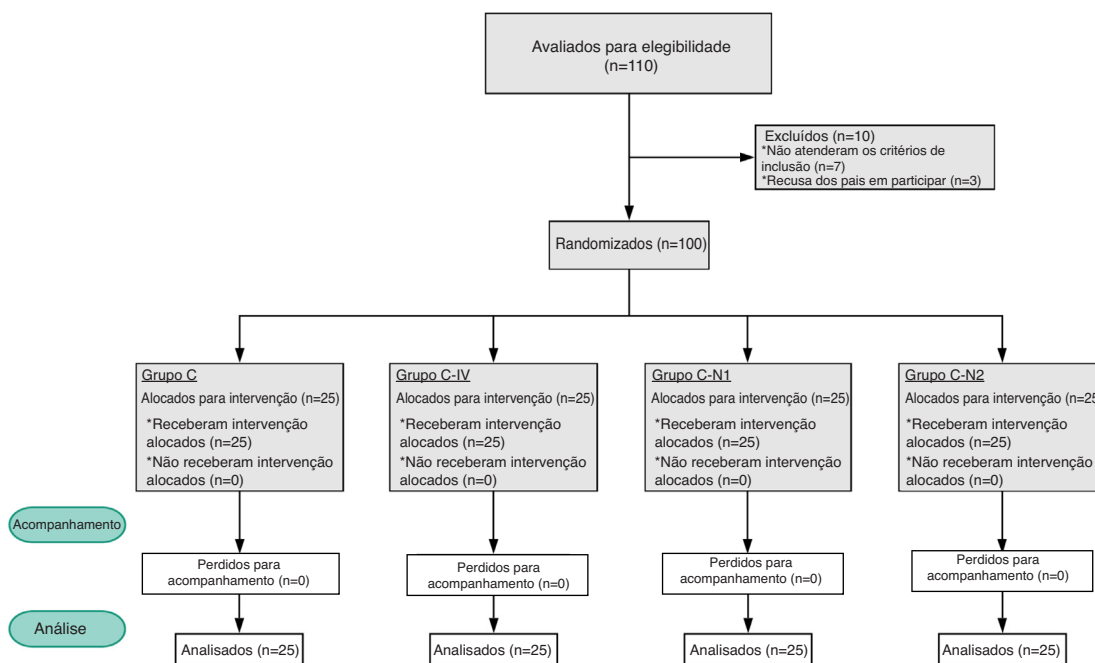 Avaliados para elegibilidade
(n=110)
Excluídos (n=10)
*Não atenderam os critérios de
inclusão (n=7)
*Recusa dos pais em participar (n=3)
Randomizados (n=100)
Grupo C
Alocados para intervenção (n=25)
*Receberam intervenção
alocados (n=25)
*Não receberam intervenção
alocados (n=0)
Grupo C-IV
Alocados para intervenção (n=25)
*Receberam intervenção
alocados (n=25)
*Não receberam intervenção
alocados (n=0)
Grupo C-N1
Alocados para intervenção (n=25)
*Receberam intervenção
alocados (n=25)
*Não receberam intervenção
alocados (n=0)
Grupo C-N2
Alocados para intervenção (n=25
*Receberam intervenção
alocados (n=25)
*Não receberam intervenção
alocados (n=0)
Acompanhamento
Perdidos para
acompanhamento (n=0)
Perdidos para
acompanhamento (n=0)
Perdidos para
acompanhamento (n=0)
Perdidos para
acompanhamento (n=0)
Análise
Analisados (n=25)
Analisados (n=25)
Analisados (n=25)
Analisados (n=25)